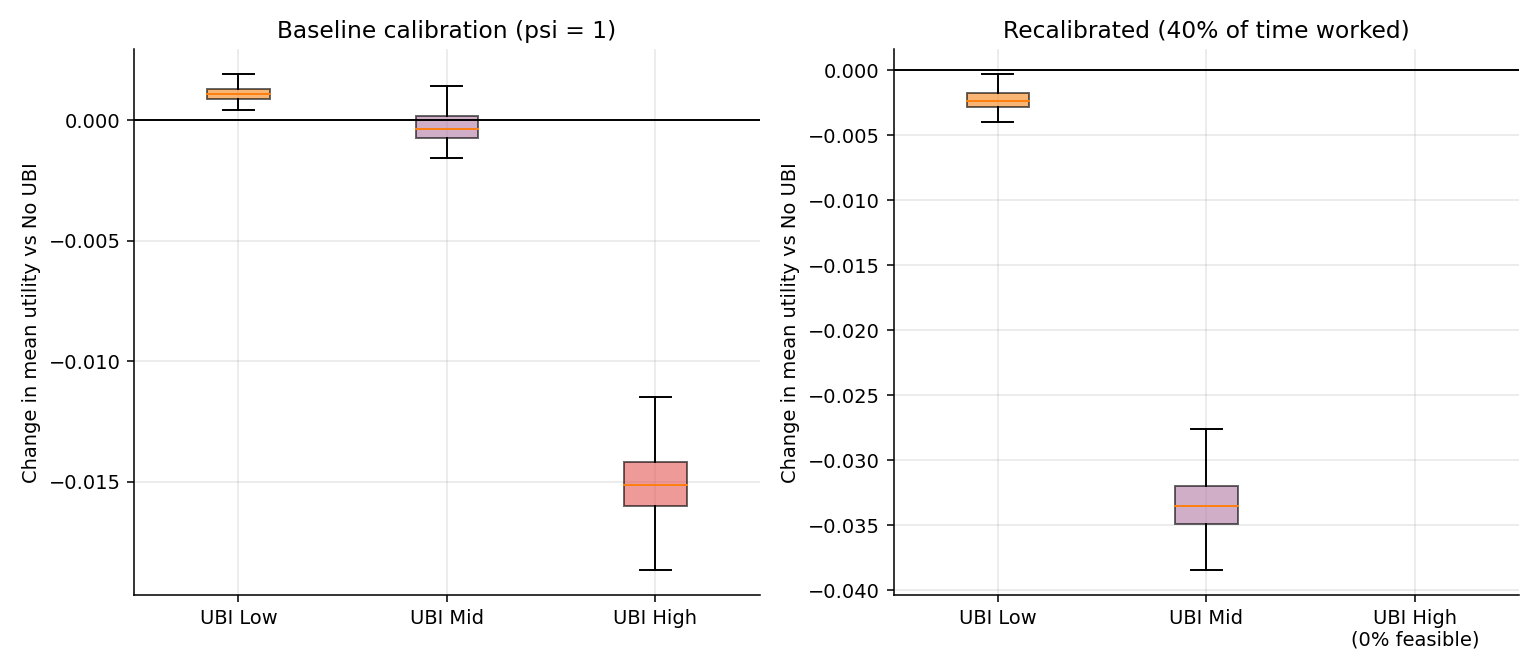 Baseline calibration (psi = 1)
Change in mean utility vs No UBI
0.000
−0.005
−0.010
−0.015
UBI Low
UBI Mid
UBI High
Recalibrated (40% of time worked)
Change in mean utility vs No UBI
0.000
−0.005
−0.010
−0.015
−0.020
−0.025
−0.030
−0.035
−0.040
UBI Low
UBI Mid
UBI High
(0% feasible)